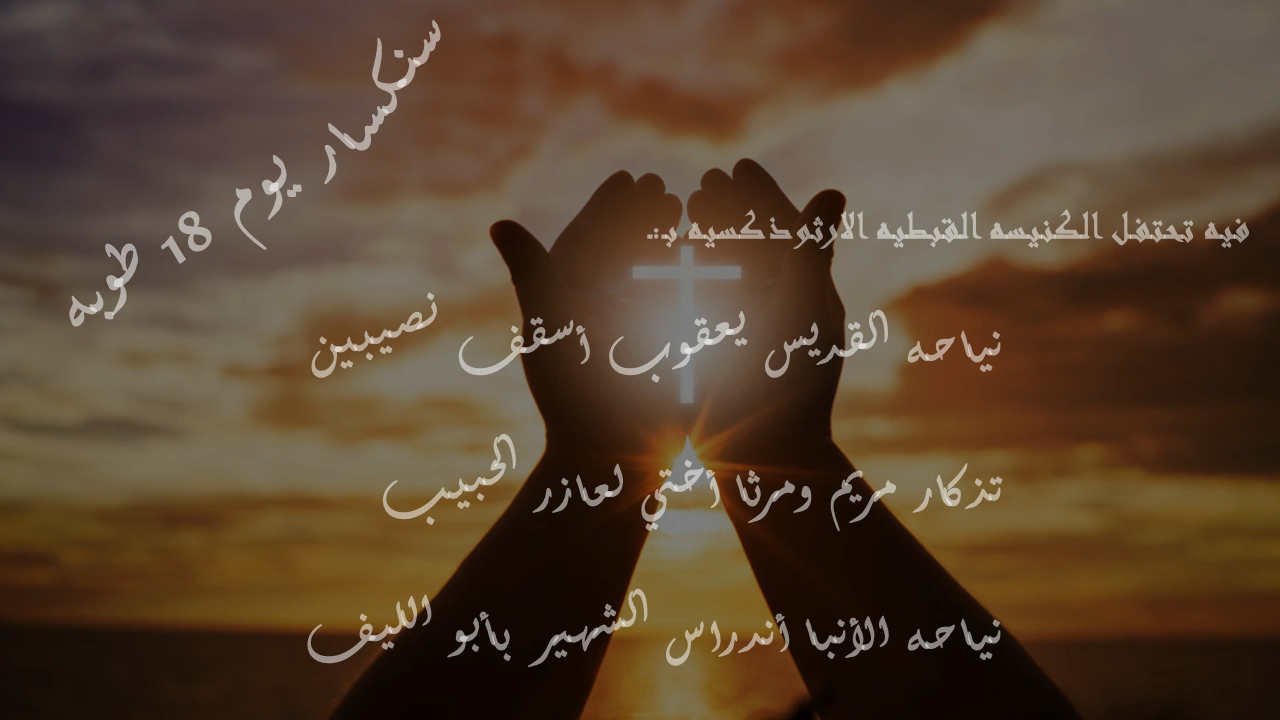 سنكسار يوم 18 طوبه
فيه تحتفل الكنيسه القبطيه الارثوذكسيه ب:.
نياحه القديس يعقوب أسقف نصيبين
تذكار مريم ومرثا أختي لعازر الحبيب
نياحه الأنبا أندراس الشهير بأبو الليف